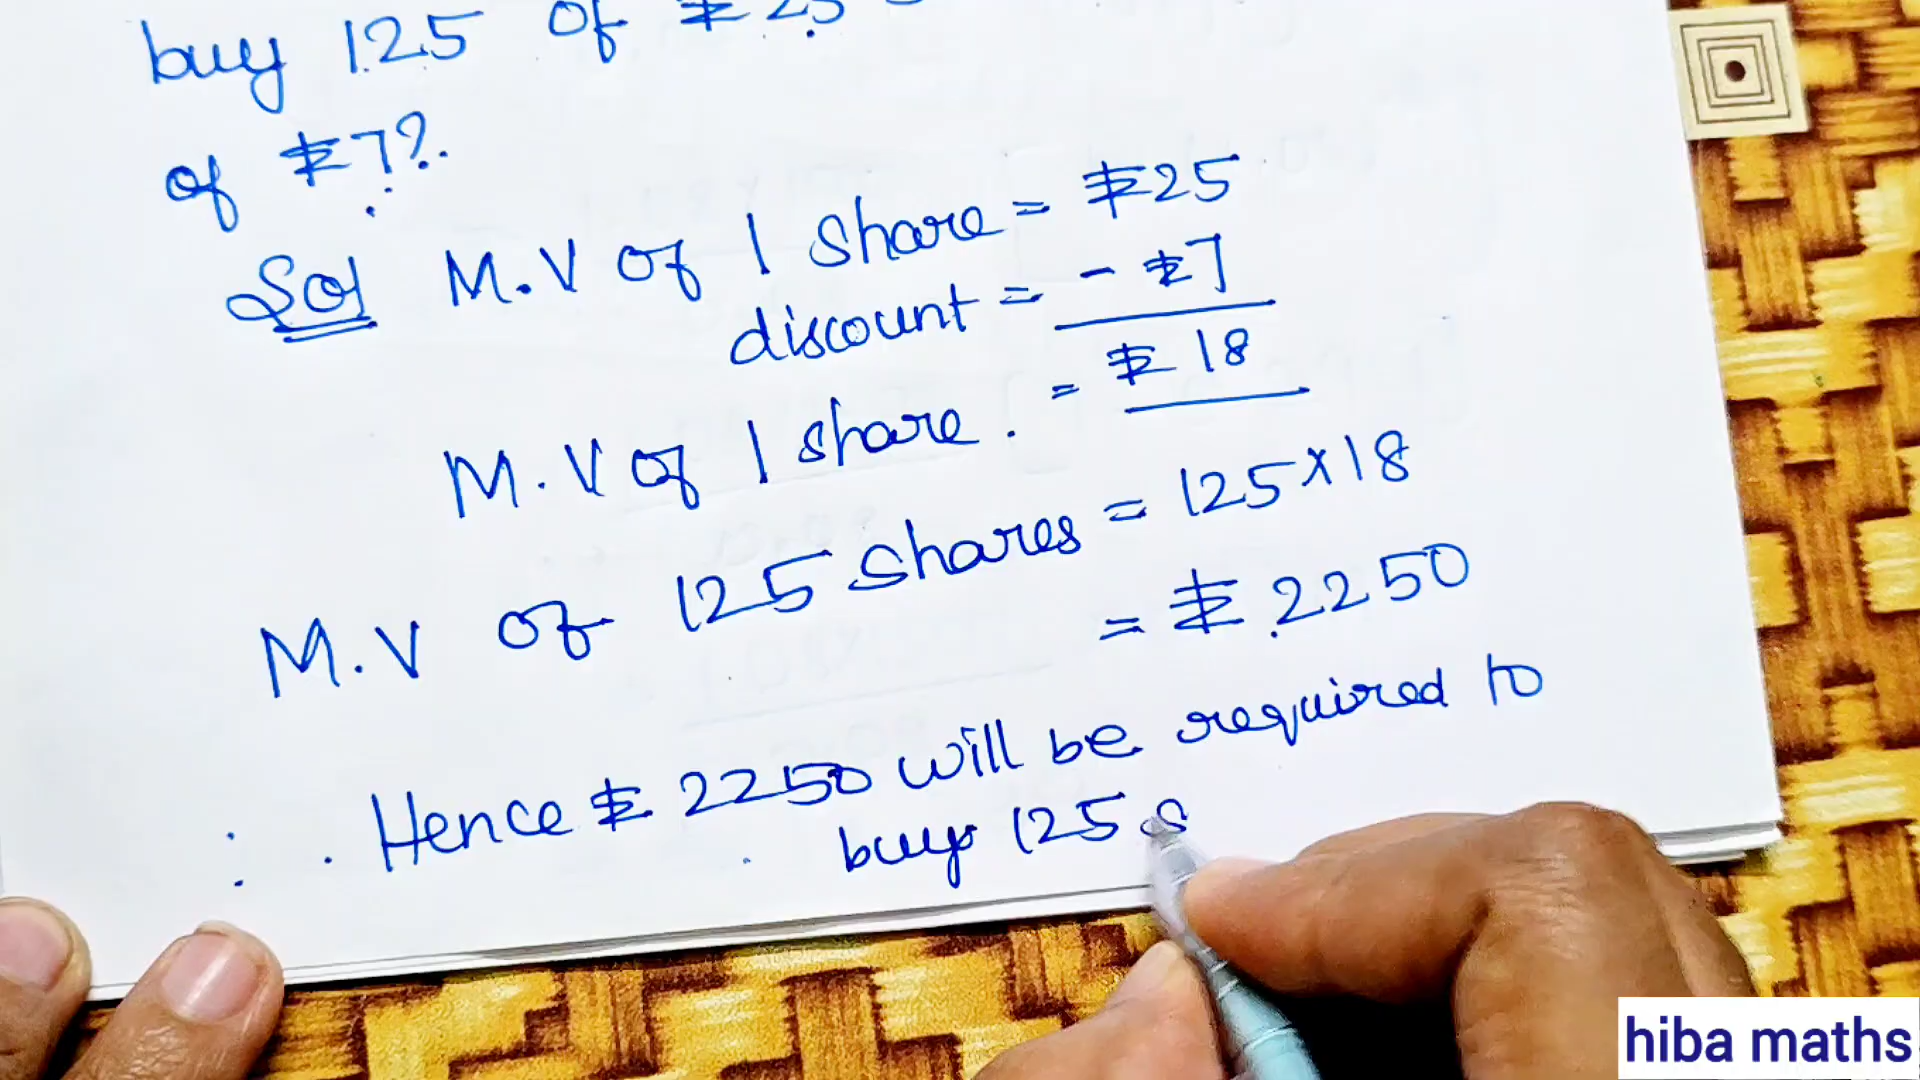 buy 125 of ₹25
of ₹7?
Sol M.V of 1 share = ₹25
discount = - ₹7
= ₹ 18
M.V of 1 share.
M.V of 125 shares = 125×18
= ₹ 2250
∴ Hence ₹ 2250 will be required to
buy 125 s
hiba maths